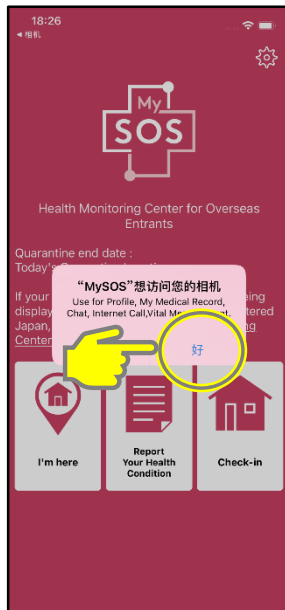 18:26
◀ 相机
My
SOS
Health Monitoring Center for Overseas
Entrants
Quarantine end date :
Today's
"MySOS"想访问您的相机
Use for Profile, My Medical Record,
Chat, Internet Call,Vital
If your
display
Japan,
Center
好
I'm here
Report
Your Health
Condition
Check-in